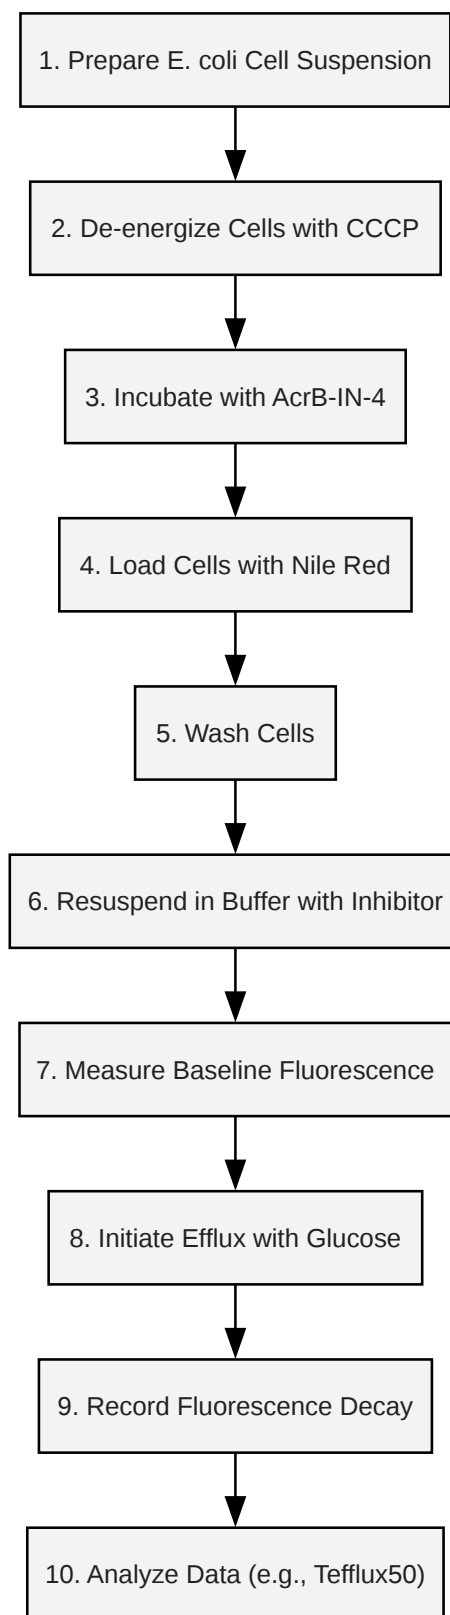 1. Prepare E. coli Cell Suspension
2. De-energize Cells with CCCP
3. Incubate with AcrB-IN-4
4. Load Cells with Nile Red
5. Wash Cells
6. Resuspend in Buffer with Inhibitor
7. Measure Baseline Fluorescence
8. Initiate Efflux with Glucose
9. Record Fluorescence Decay
10. Analyze Data (e.g., Tefflux50)